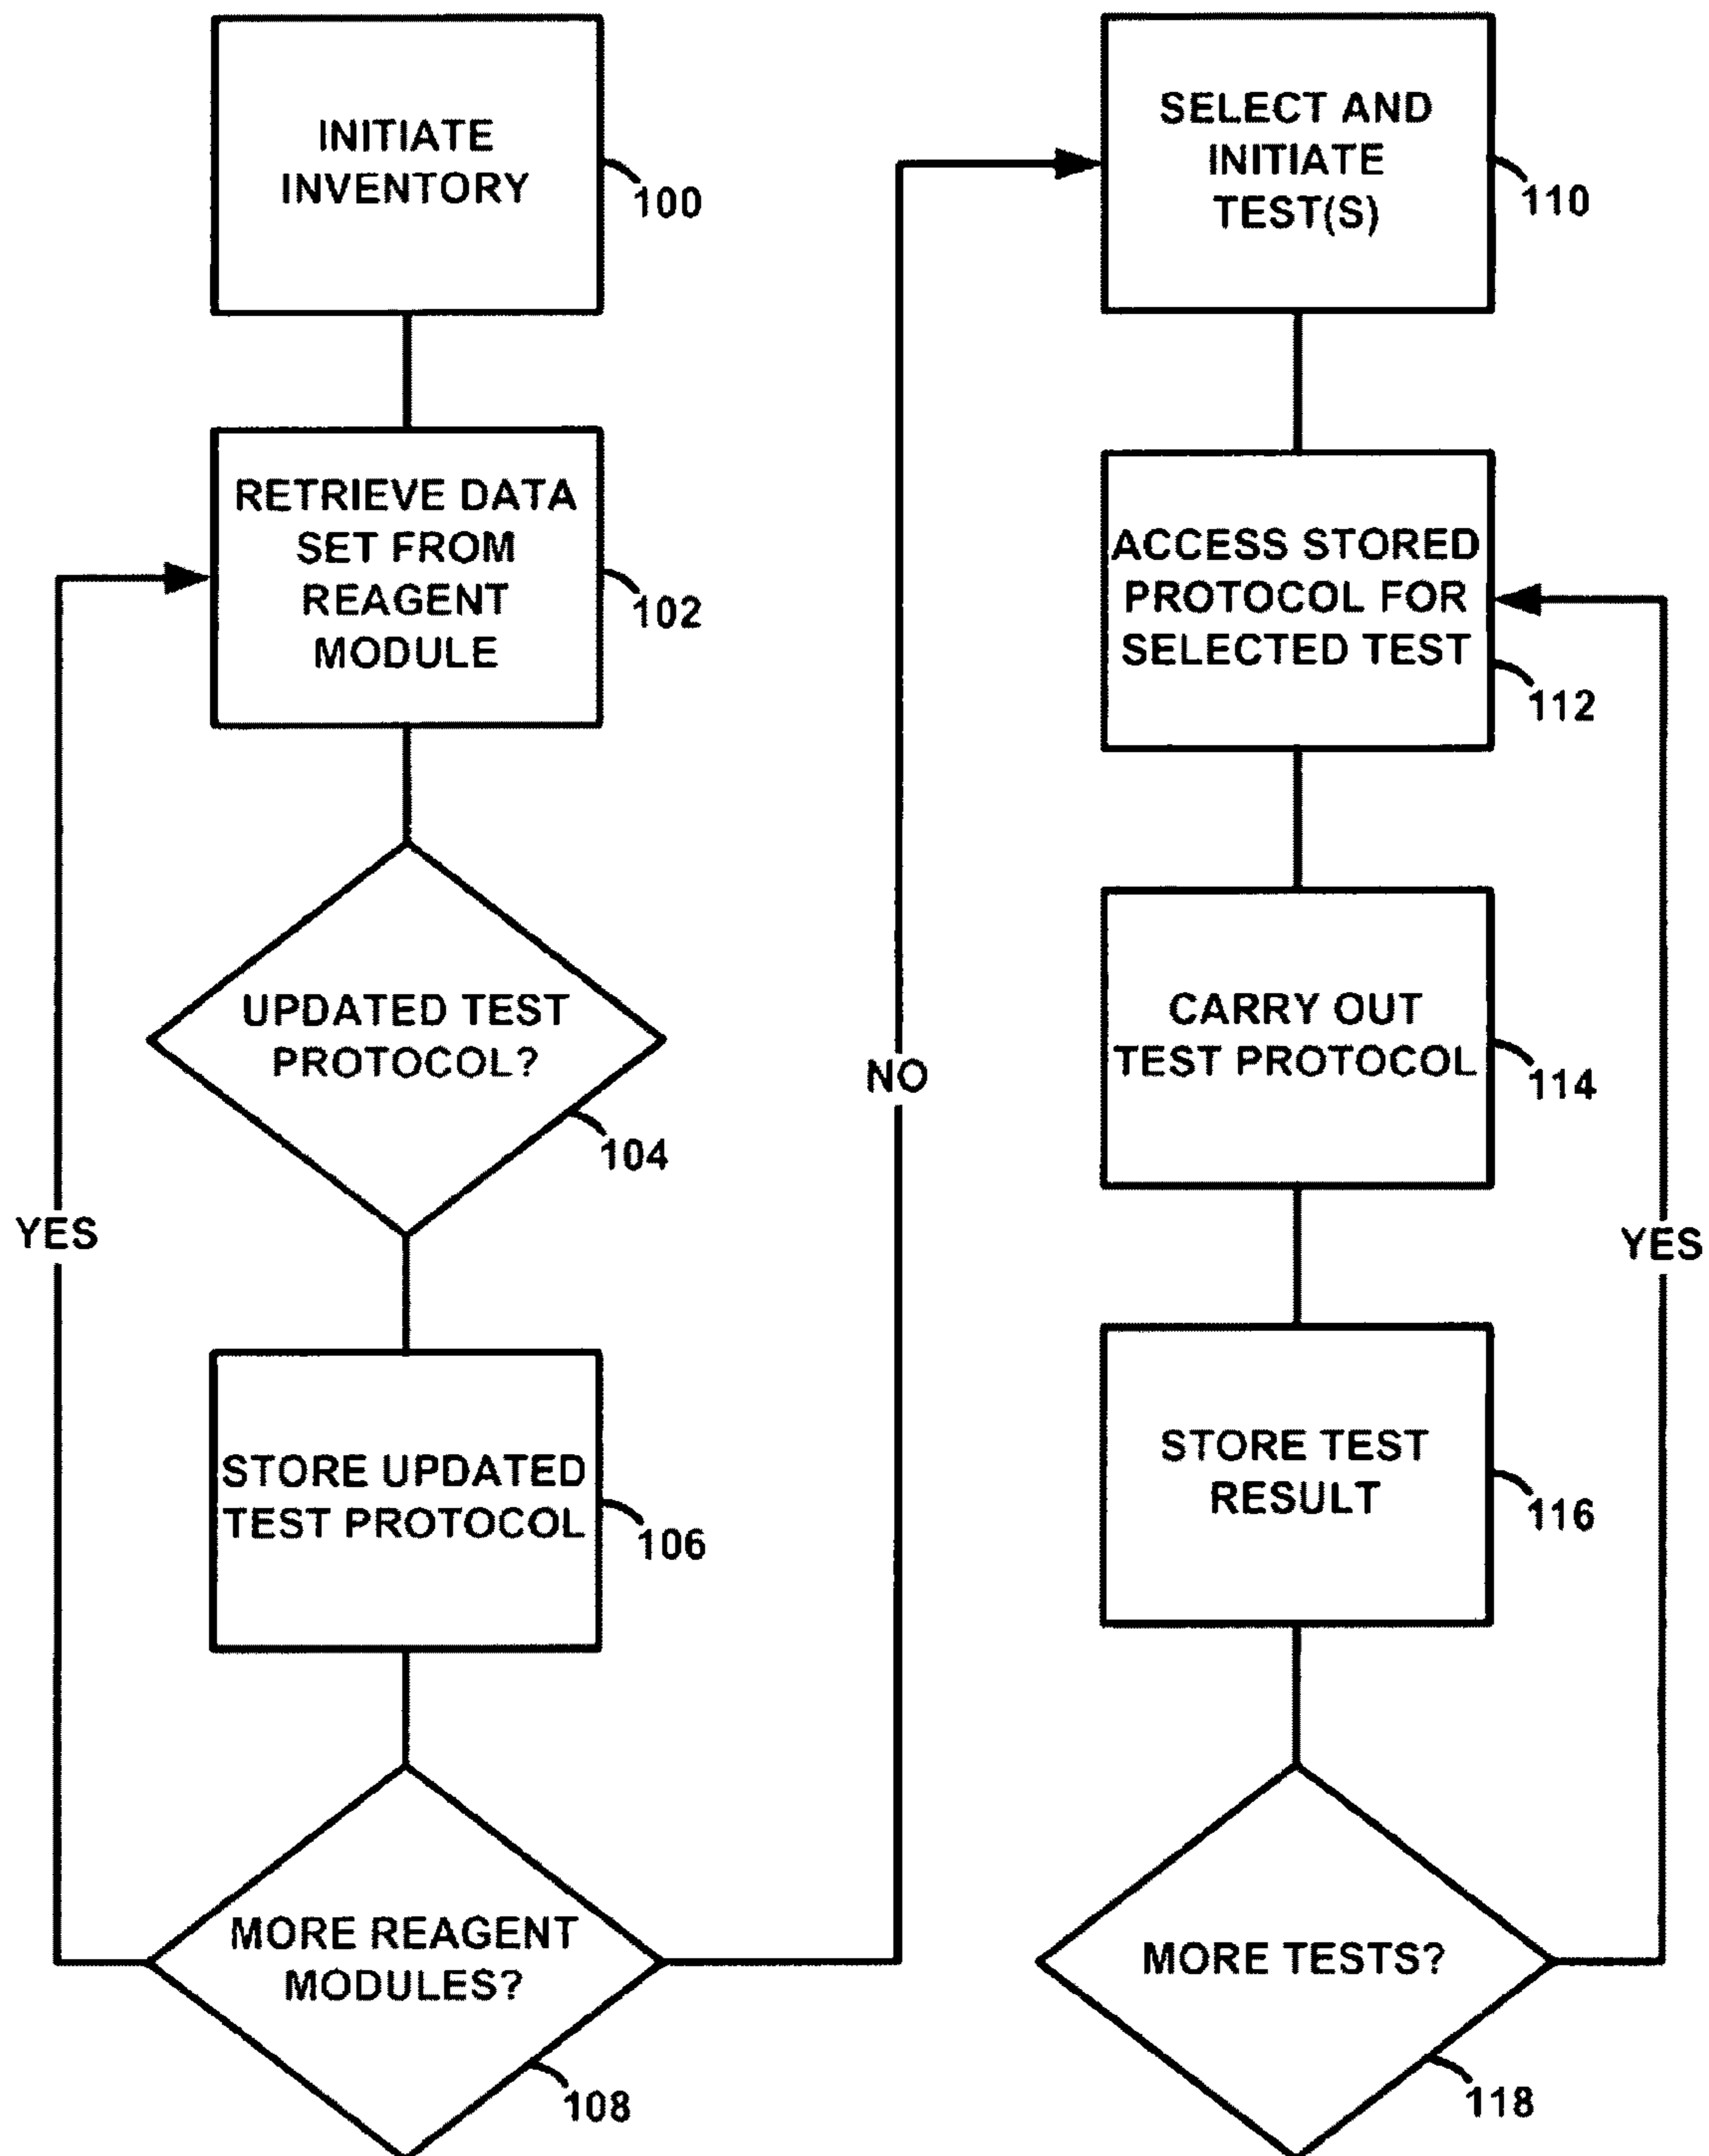 INITIATE
INVENTORY
100
RETRIEVE DATA
SET FROM
REAGENT
MODULE
102
UPDATED TEST
PROTOCOL?
104
YES
STORE UPDATED
TEST PROTOCOL
106
MORE REAGENT
MODULES?
108
NO
SELECT AND
INITIATE
TEST(S)
110
ACCESS STORED
PROTOCOL FOR
SELECTED TEST
112
CARRY OUT
TEST PROTOCOL
114
YES
STORE TEST
RESULT
116
MORE TESTS?
118